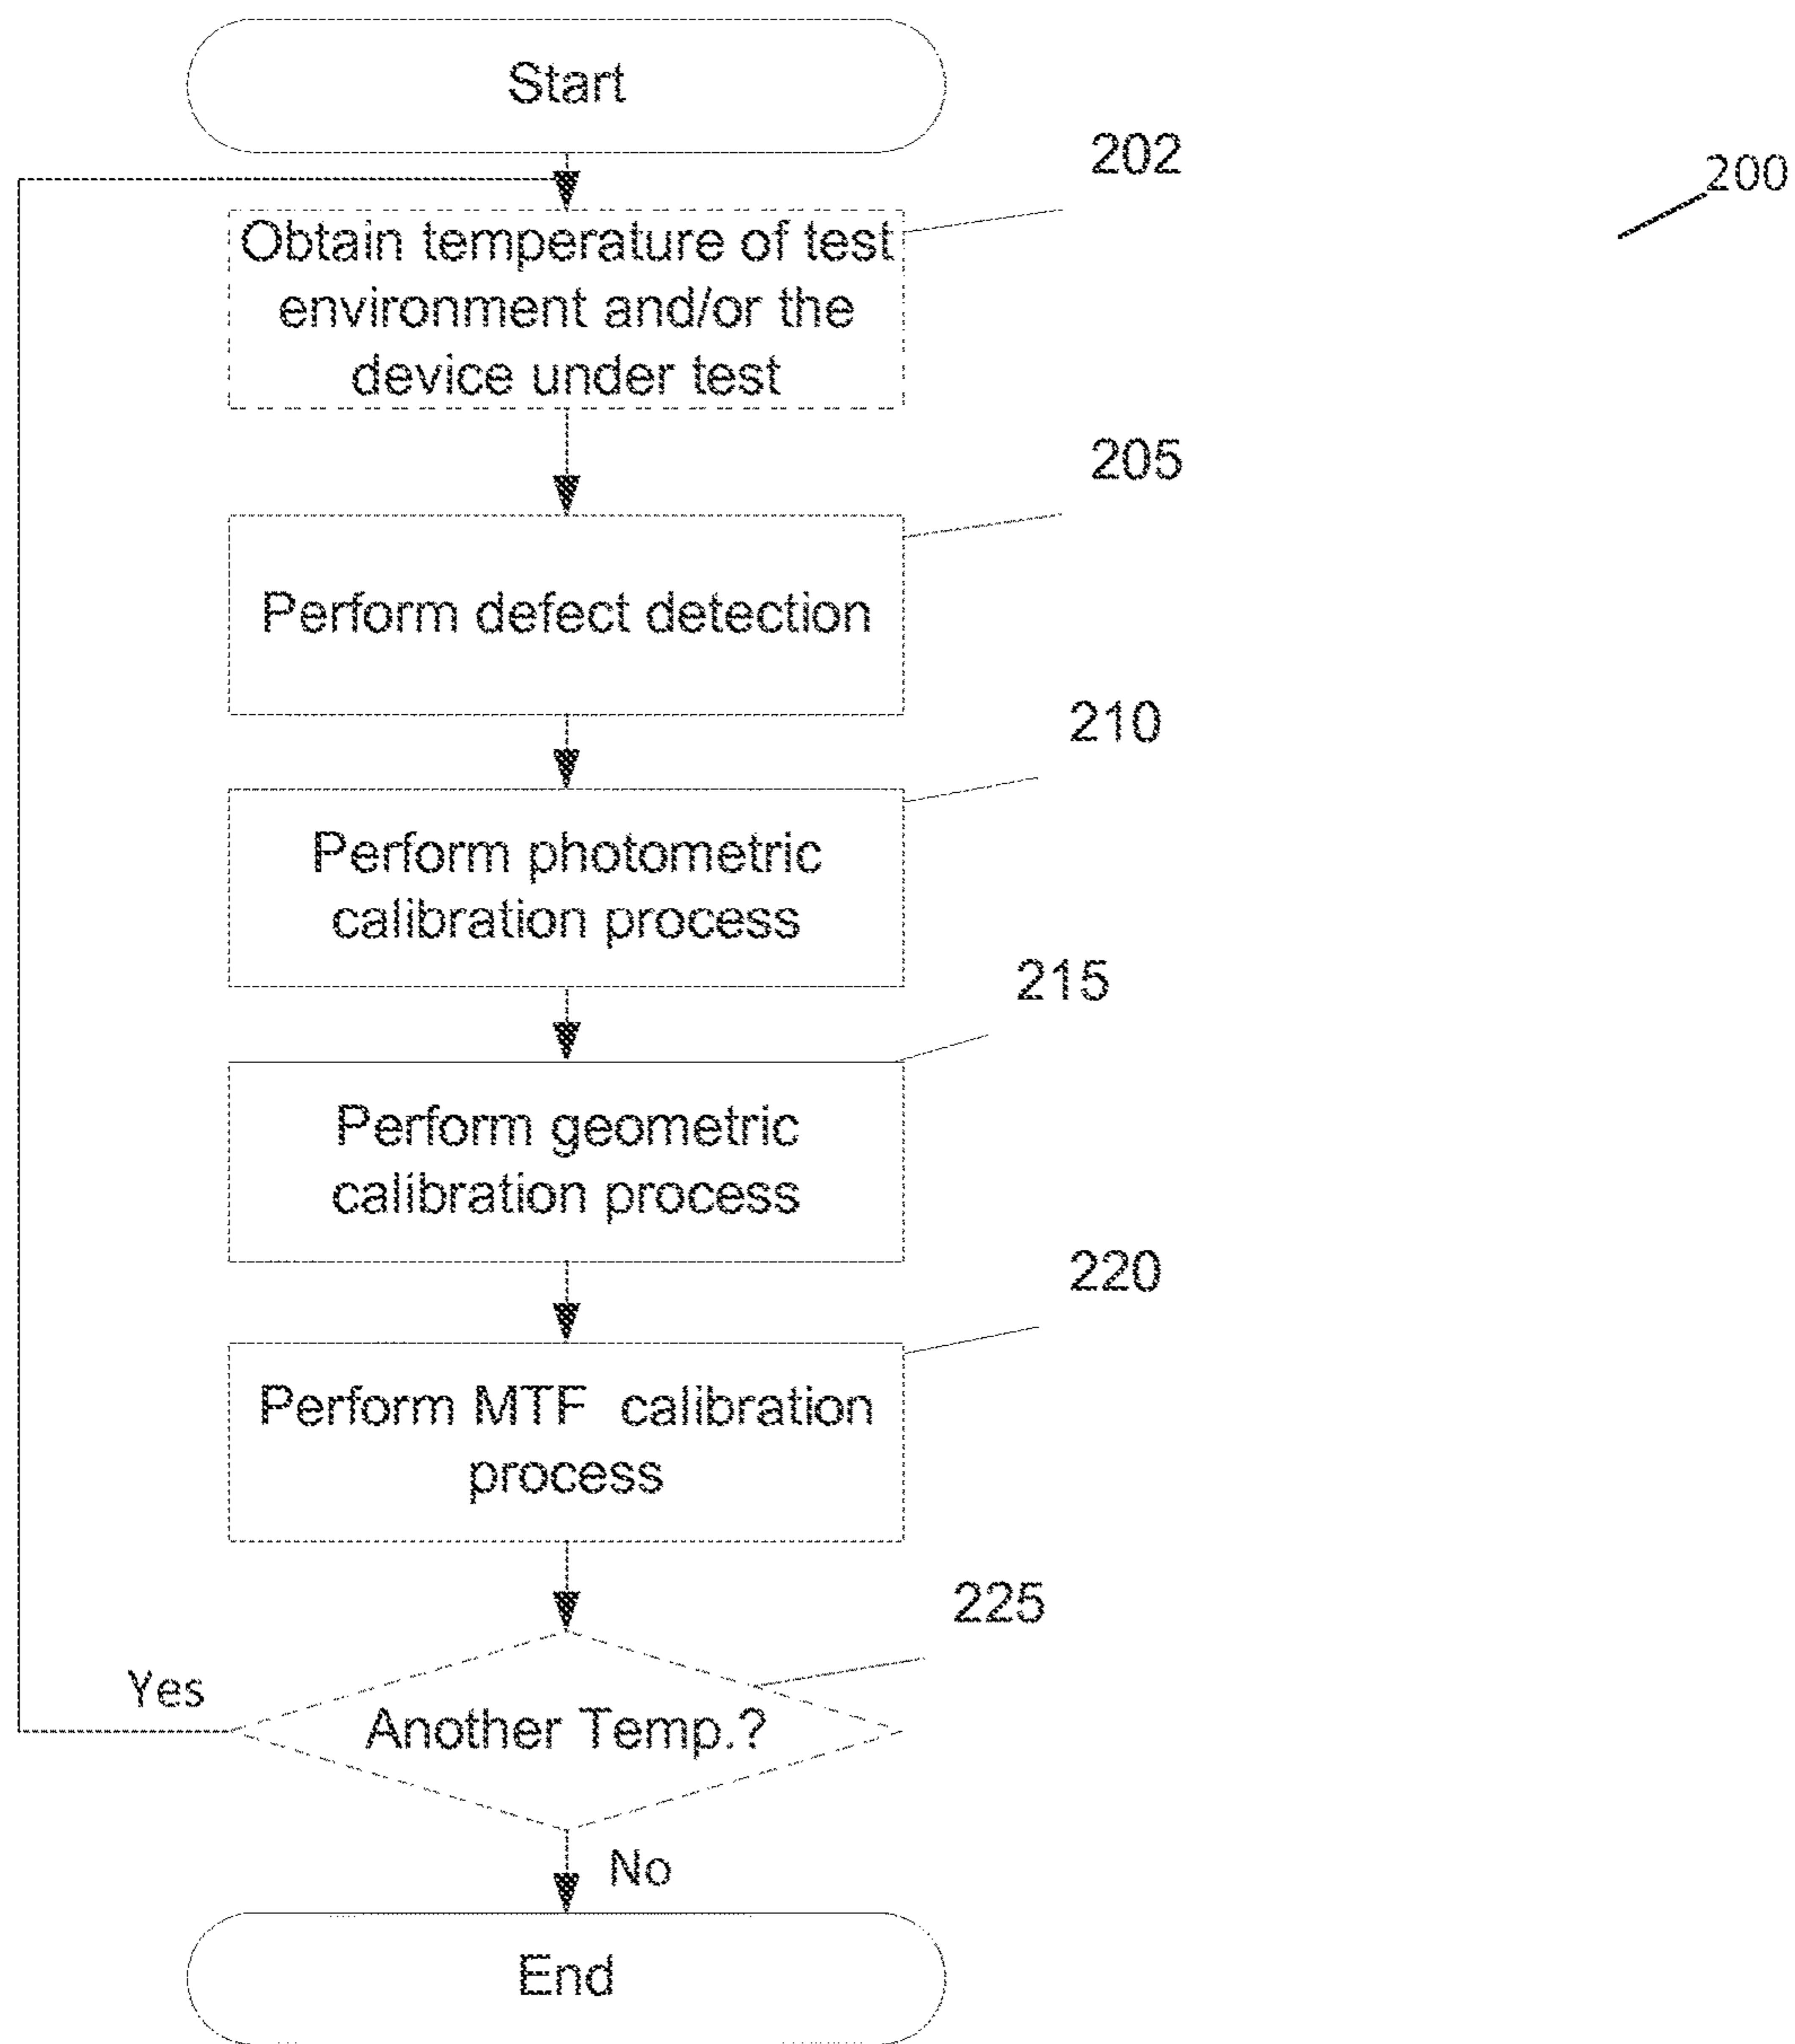 Start
202
200
Obtain temperature of test
environment and/or the
device under test
205
Perform defect detection
210
Perform photometric
calibration process
215
Perform geometric
calibration process
220
Perform MTF calibration
process
225
Yes
Another Temp.?
No
End